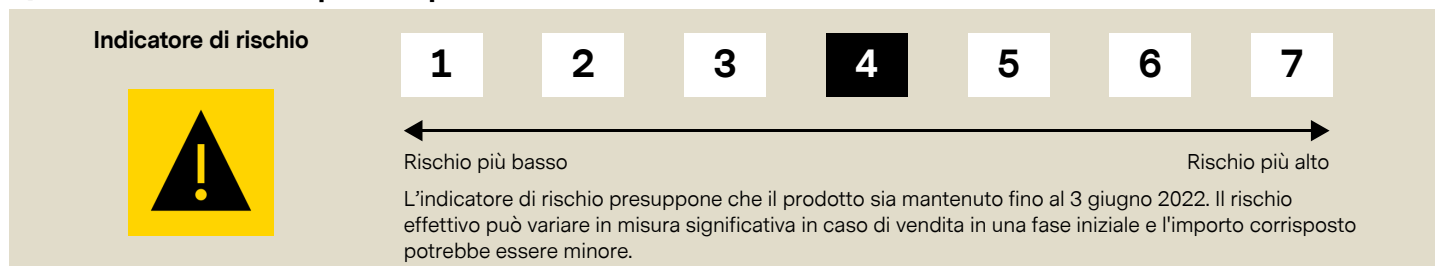 Indicatore di rischio
1 2 3 4 5 6 7
Rischio più basso Rischio più alto
L'indicatore di rischio presuppone che il prodotto sia mantenuto fino al 3 giugno 2022. Il rischio
effettivo può variare in misura significativa in caso di vendita in una fase iniziale e l'importo corrisposto
potrebbe essere minore.